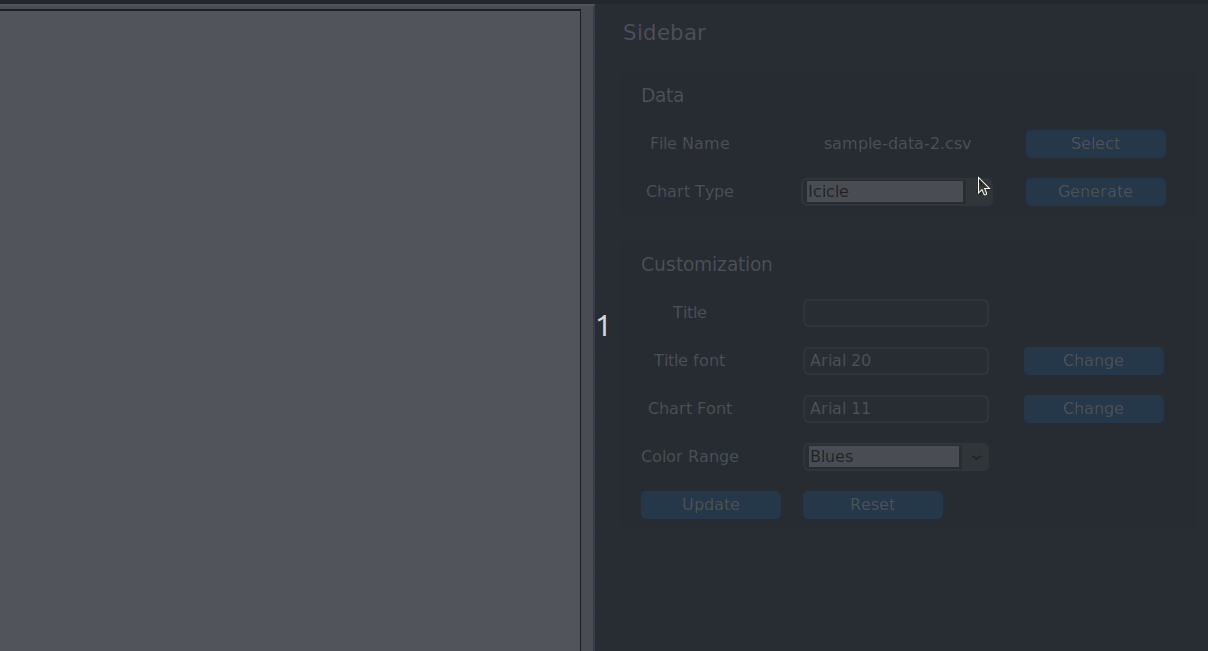 Sidebar
Data
File Name sample-data-2.csv Select
Chart Type Icicle Generate
Customization
Title
1
Title font Arial 20 Change
Chart Font Arial 11 Change
Color Range Blues
Update Reset